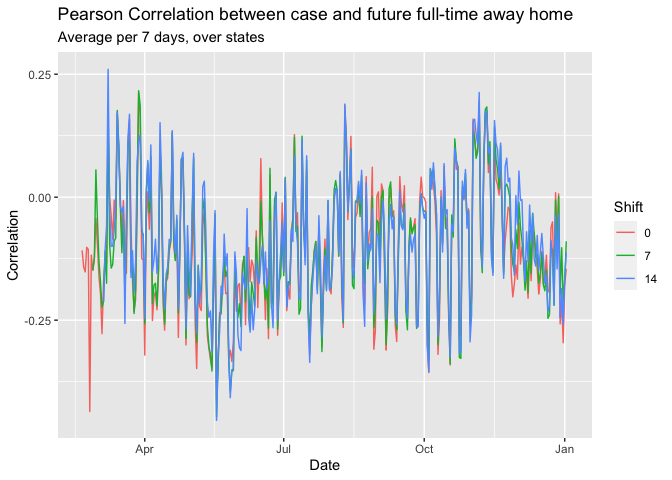 Pearson Correlation between case and future full-time away home
Average per 7 days, over states
0.25
0.00
-0.25
Correlation
Apr
Jul
Oct
Jan
Date
Shift
0
7
14